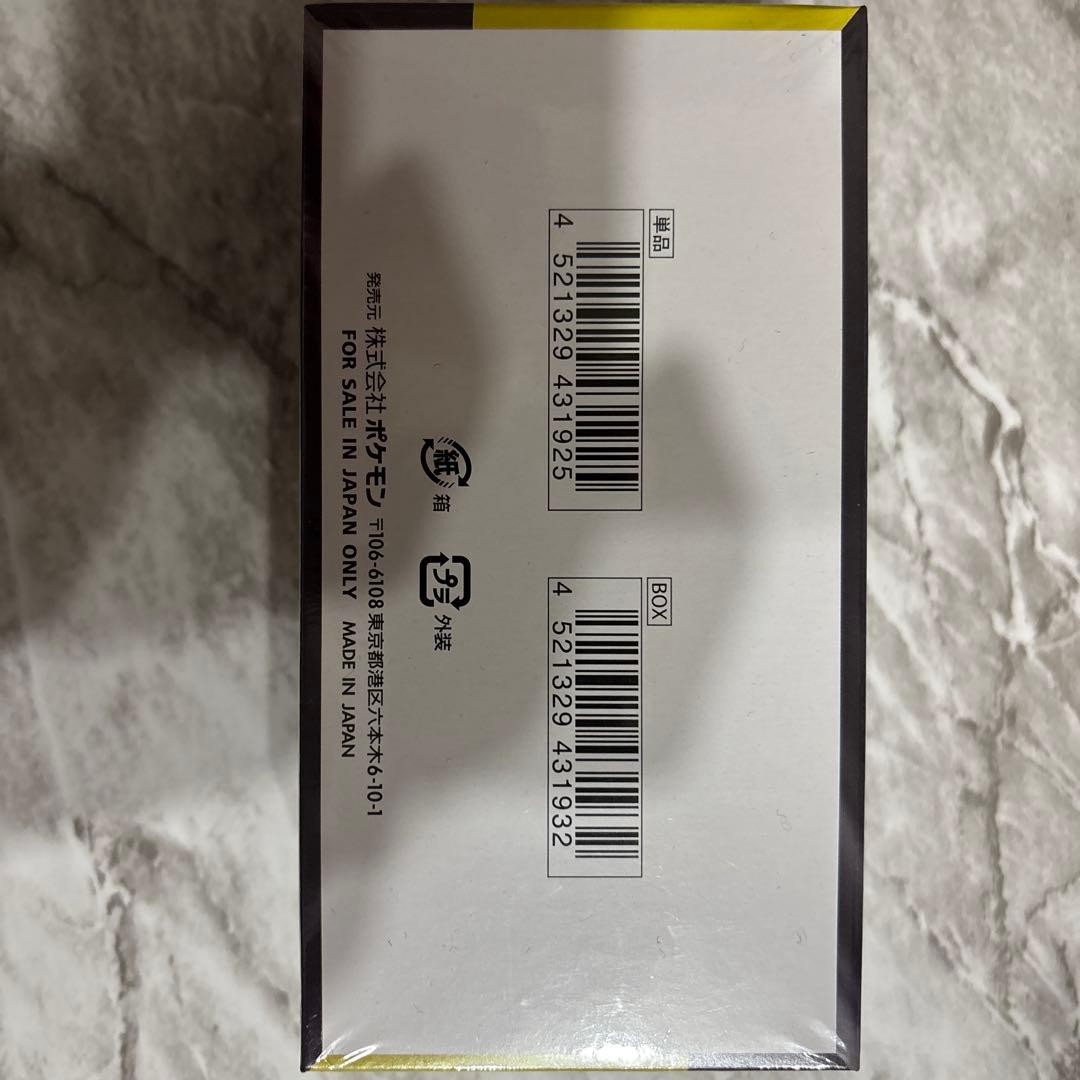 単品
4 521329 431925
BOX
4 521329 431932
紙 箱
プラ 外装
発売元 株式会社ポケモン 〒106-6108 東京都港区六本木6-10-1
FOR SALE IN JAPAN ONLY MADE IN JAPAN